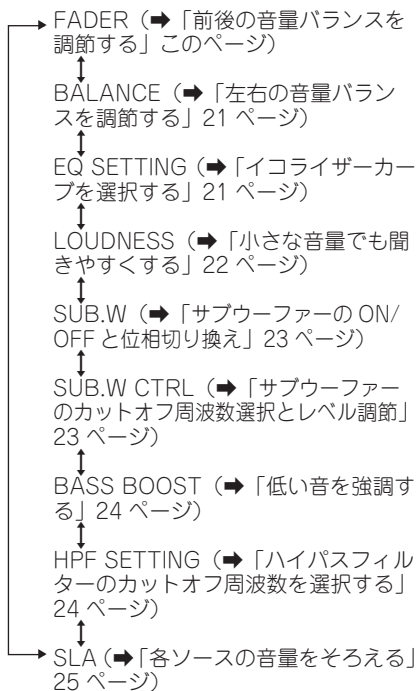 FADER（➡「前後の音量バランスを
調節する」このページ）
BALANCE（➡「左右の音量バラン
スを調節する」21 ページ）
EQ SETTING（➡「イコライザーカー
ブを選択する」21 ページ）
LOUDNESS（➡「小さな音量でも聞
きやすくする」22 ページ）
SUB.W（➡「サブウーファーの ON/
OFF と位相切り換え」23 ページ）
SUB.W CTRL（➡「サブウーファー
のカットオフ周波数選択とレベル調節」
23 ページ）
BASS BOOST（➡「低い音を強調す
る」24 ページ）
HPF SETTING（➡「ハイパスフィル
ターのカットオフ周波数を選択する」
24 ページ）
SLA（➡「各ソースの音量をそろえる」
25 ページ）